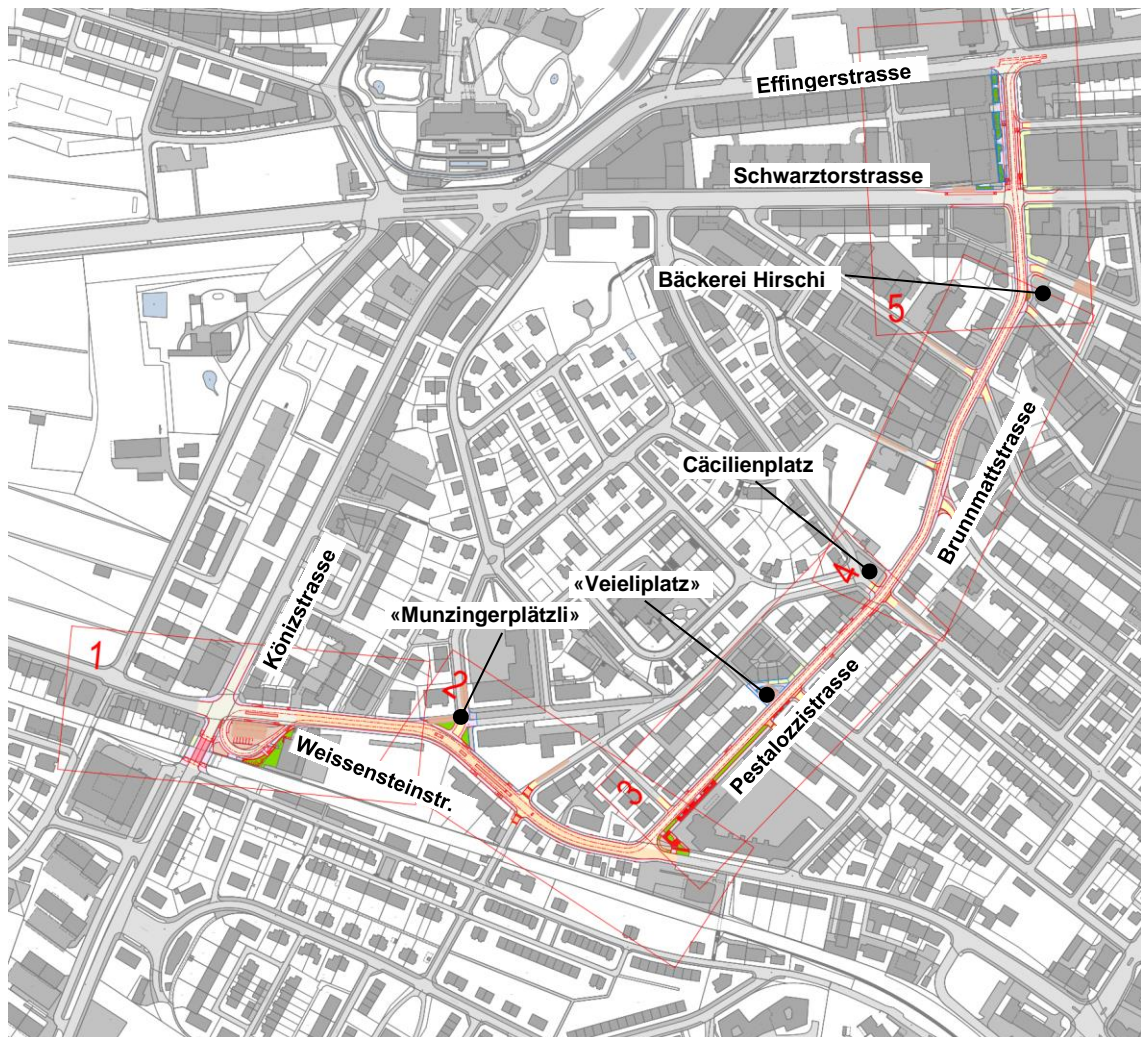 Effingerstrasse
Schwarztorstrasse
Bäckerei Hirschi
5
Brunnmattstrasse
Cäcilienplatz
4
«Veieliplatz»
«Munzingerplätzli»
Könizstrasse
1
2
Weissensteinstr.
Pestalozzistrasse
3